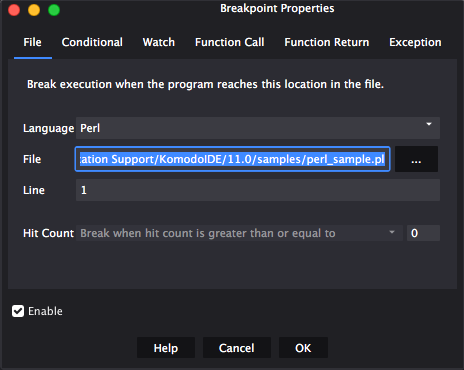 Breakpoint Properties
File Conditional Watch Function Call Function Return Exception
Break execution when the program reaches this location in the file.
Language Perl
File ation Support/KomodoIDE/11.0/samples/perl_sample.pl ...
Line 1
Hit Count Break when hit count is greater than or equal to 0
Enable
Help Cancel OK